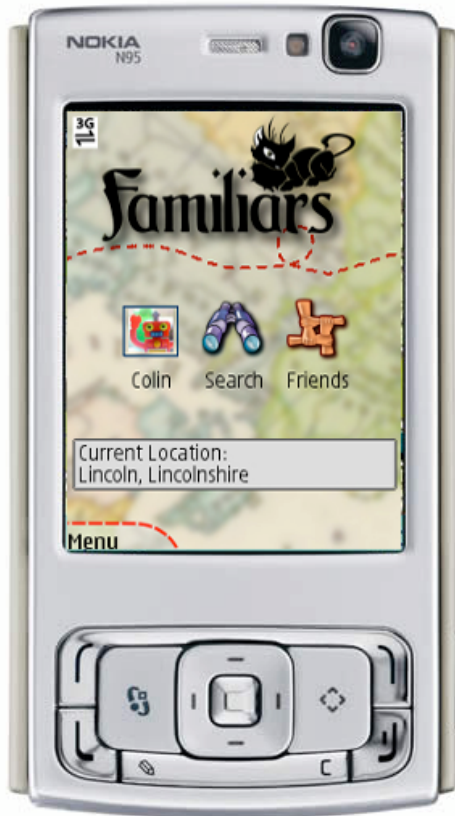 NOKIA
N95
3G
Familiars
Colin Search Friends
Current Location:
Lincoln, Lincolnshire
Menu
C